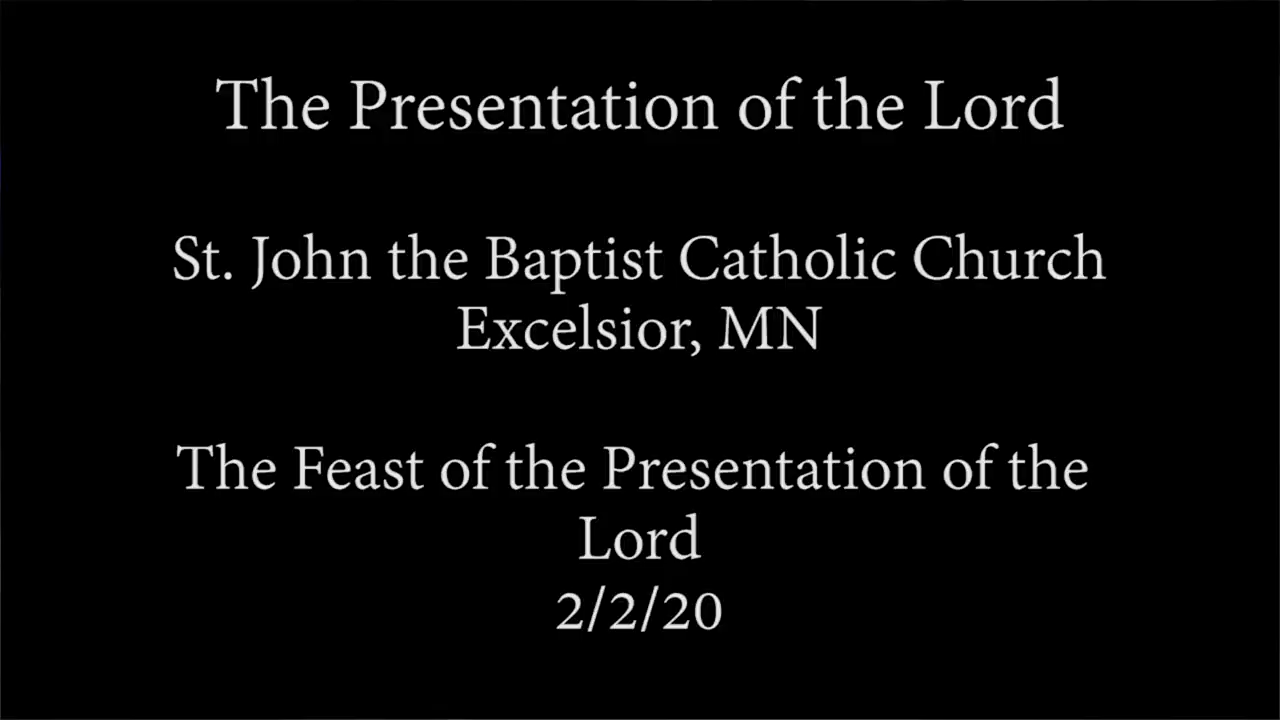 The Presentation of the Lord
St. John the Baptist Catholic Church
Excelsior, MN
The Feast of the Presentation of the
Lord
2/2/20